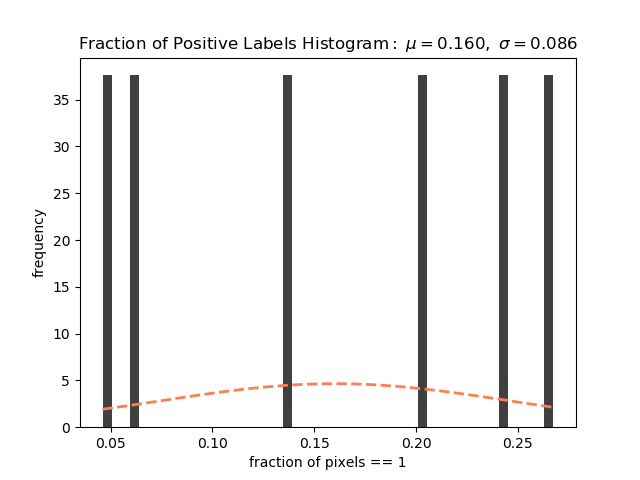 Fraction of Positive Labels Histogram : μ = 0.160, σ = 0.086
frequency
35
30
25
20
15
10
5
0
0.05 0.10 0.15 0.20 0.25
fraction of pixels == 1